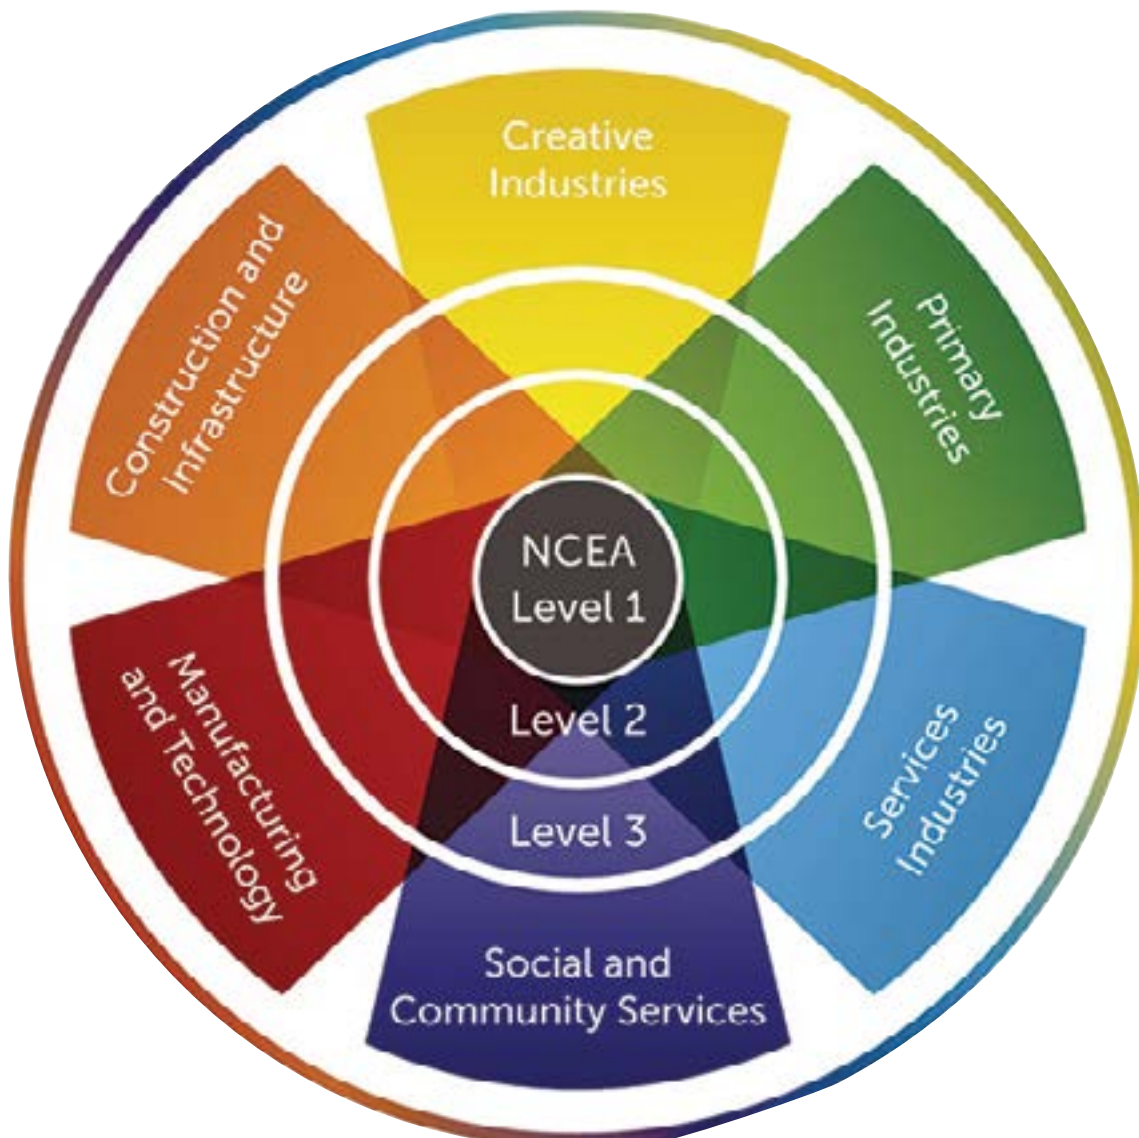 Creative
Industries
Primary
Industries
Services
Industries
Social and
Community Services
Manufacturing
and Technology
Construction and
Infrastructure
NCEA
Level 1
Level 2
Level 3